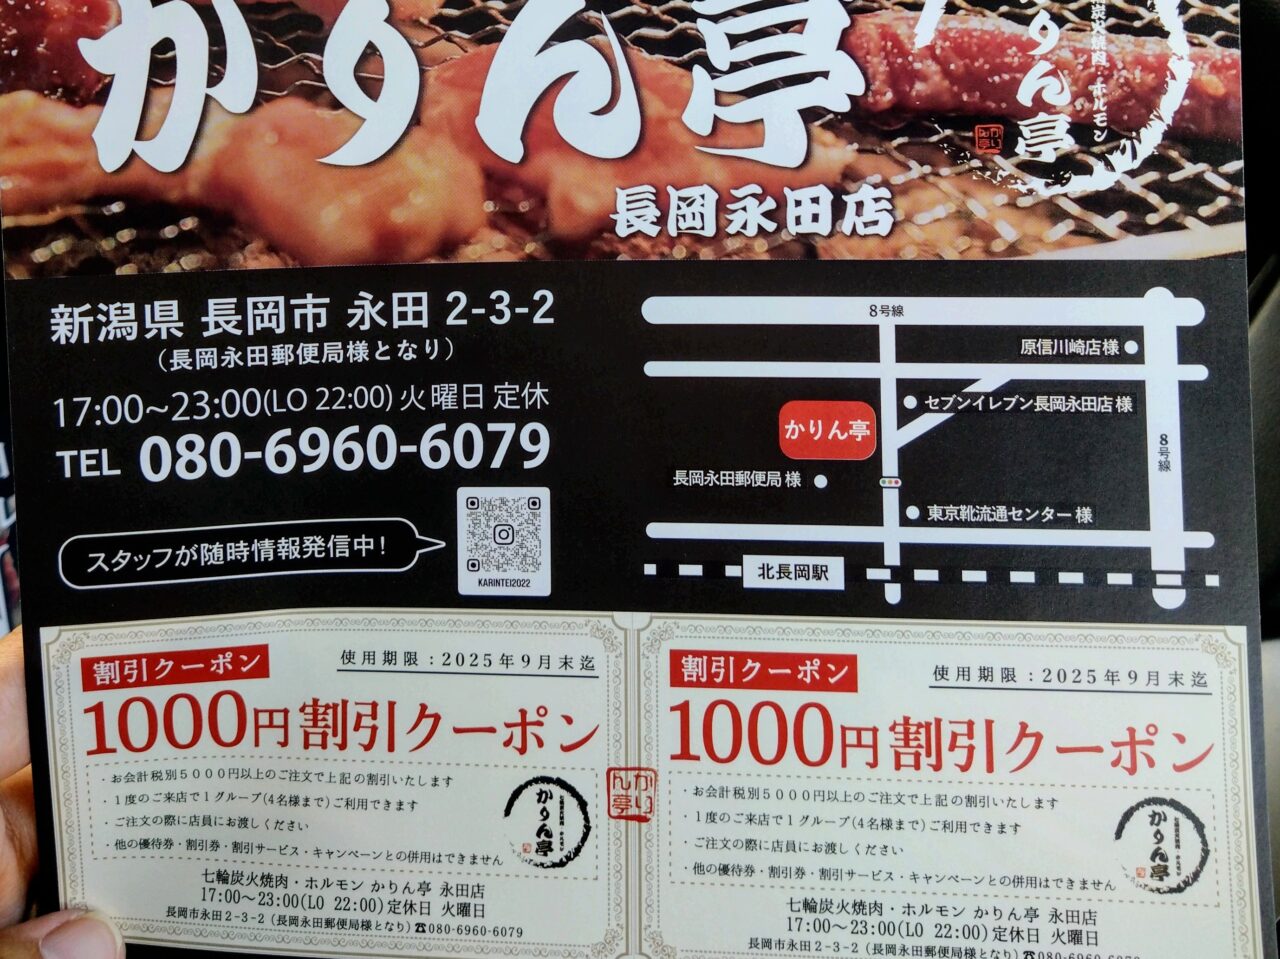 かりん亭
炭火焼肉・ホルモン
りん亭
かりん亭
長岡永田店
新潟県 長岡市 永田 2-3-2
(長岡永田郵便局様となり)
17:00~23:00(LO 22:00) 火曜日 定休
TEL 080-6960-6079
スタッフが随時情報発信中!
KARINTEI2022
8号線
原信川崎店様
セブンイレブン長岡永田店 様
かりん亭
8号線
長岡永田郵便局 様
東京靴流通センター 様
北長岡駅
割引クーポン
使用期限:2025年9月末迄
1000円割引クーポン
・お会計税別5000円以上のご注文で上記の割引いたします
・1度のご来店で1グループ(4名様まで)ご利用できます
・ご注文の際に店員にお渡しください
・他の優待券・割引券・割引サービス・キャンペーンとの併用はできません
かりん亭
七輪炭火焼肉・ホルモン かりん亭 永田店
17:00~23:00(LO 22:00)定休日 火曜日
長岡市永田2-3-2 (長岡永田郵便局様となり)☎080-6960-6079
かりん亭
割引クーポン
使用期限:2025年9月末迄
1000円割引クーポン
・お会計税別5000円以上のご注文で上記の割引いたします
・1度のご来店で1グループ(4名様まで)ご利用できます
・ご注文の際に店員にお渡しください
・他の優待券・割引券・割引サービス・キャンペーンとの併用はできません
かりん亭
七輪炭火焼肉・ホルモン かりん亭 永田店
17:00~23:00(LO 22:00)定休日 火曜日
長岡市永田2-3-2 (長岡永田郵便局様となり)☎080-6960-6079